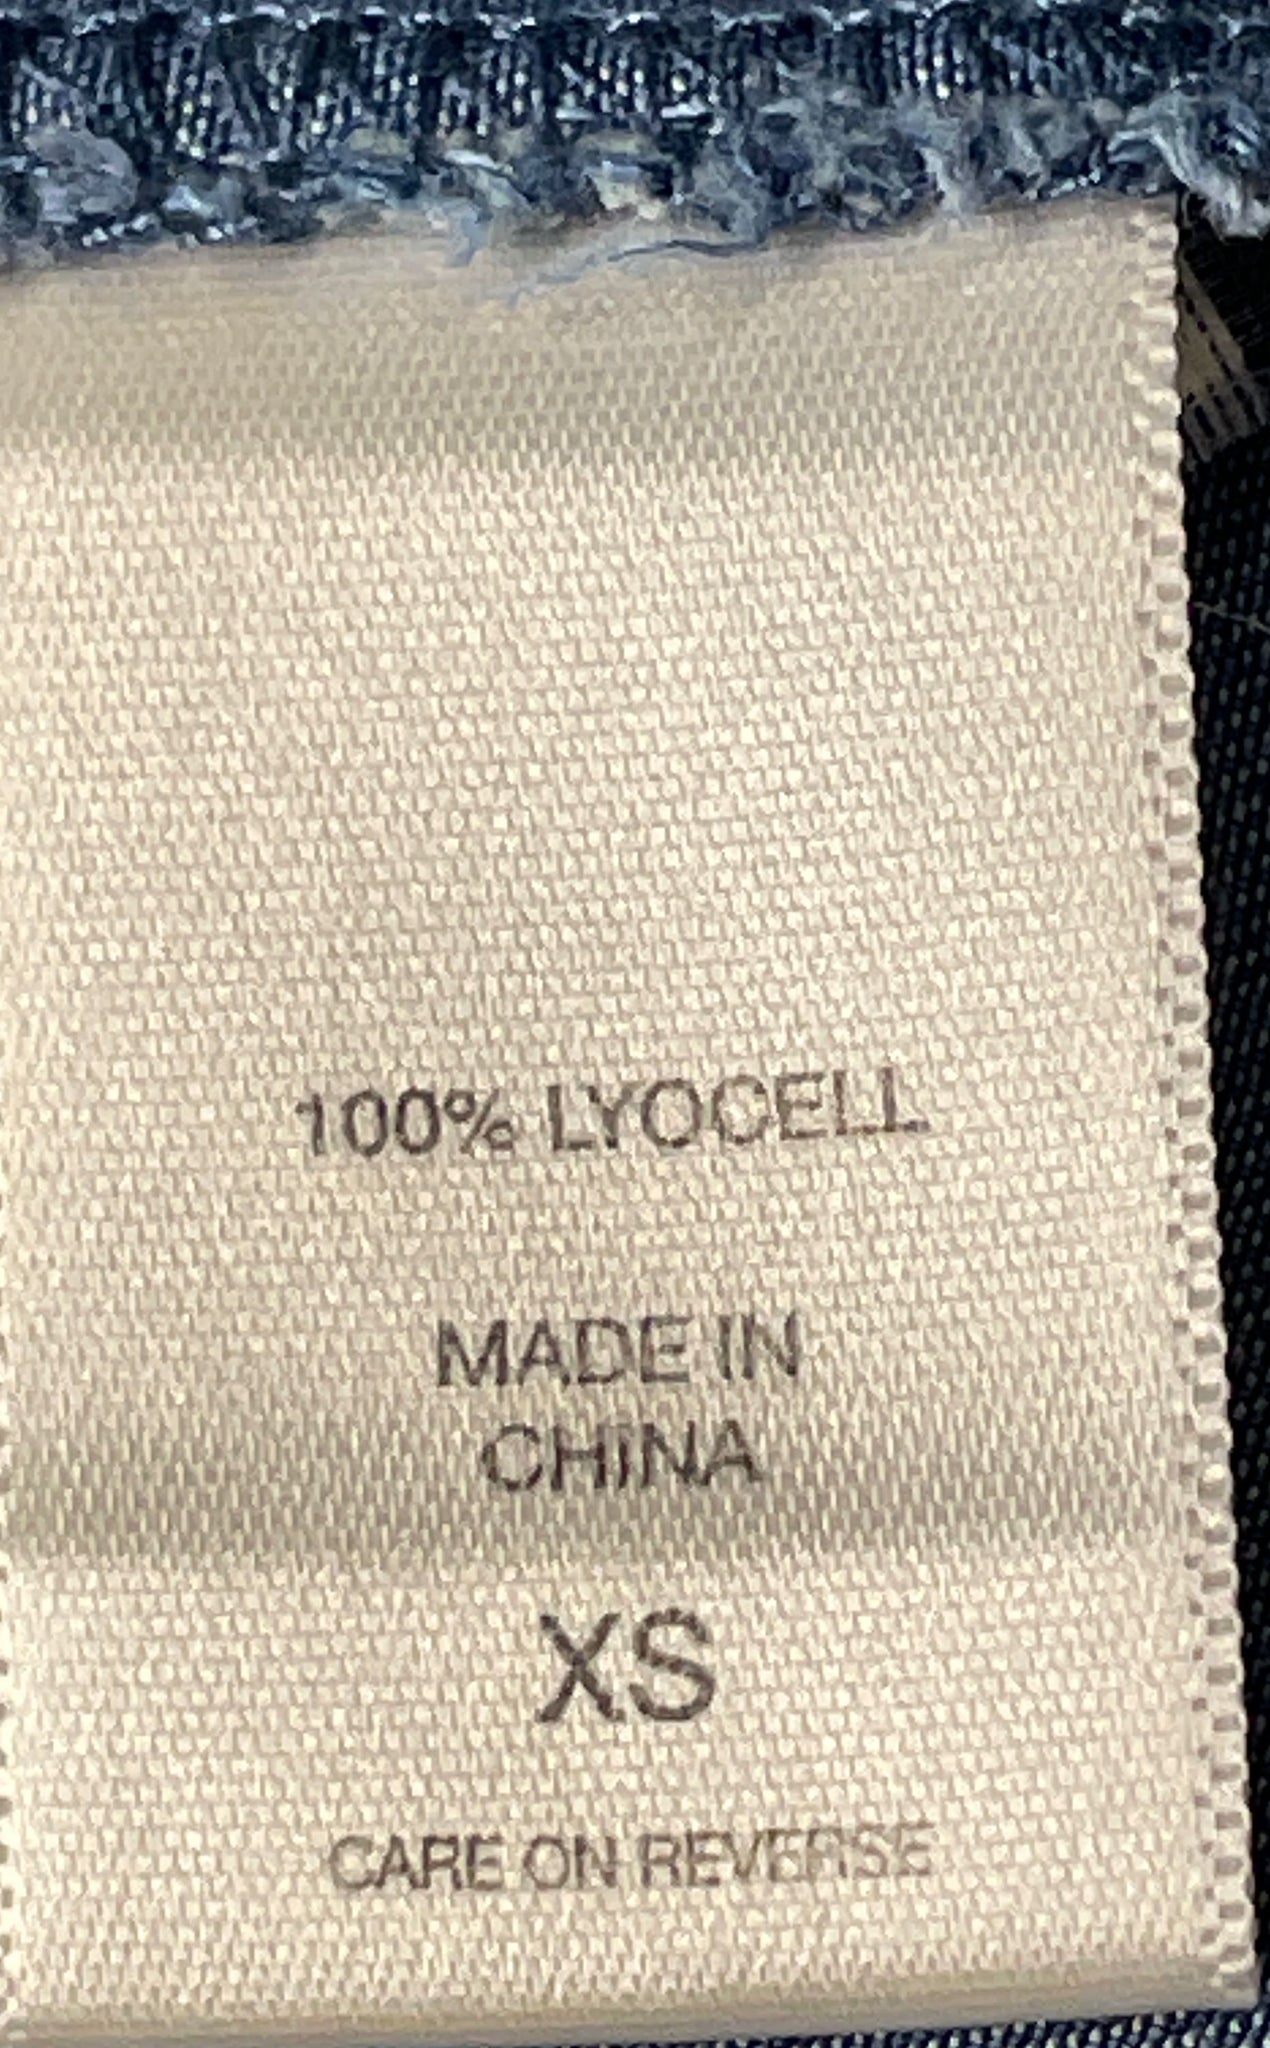 100% LYOCELL
MADE IN
CHINA
XS
CARE ON REVERSE